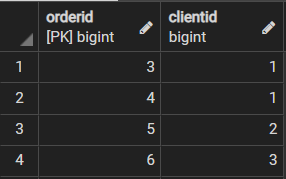 orderid clientid
[PK] bigint bigint
1 3 1
2 4 1
3 5 2
4 6 3